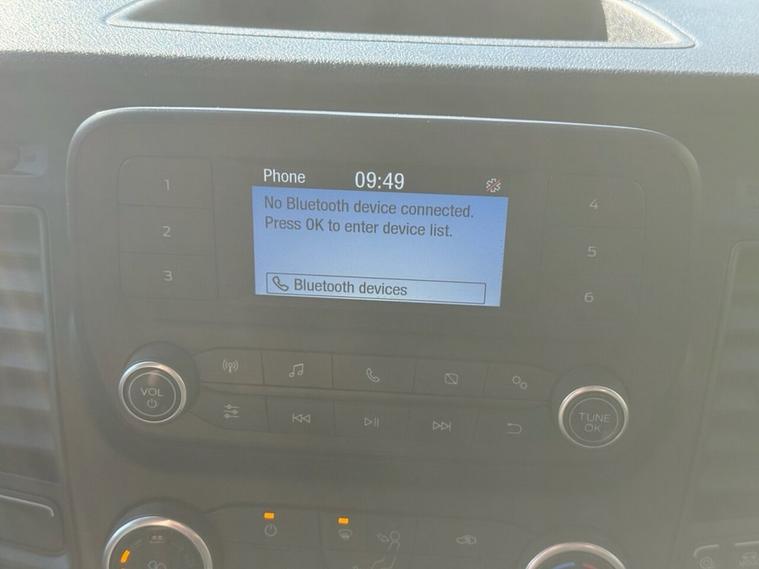 Phone 09:49
No Bluetooth device connected.
Press OK to enter device list.
Bluetooth devices
1
2
3
4
5
6
VOL
TUNE
OK